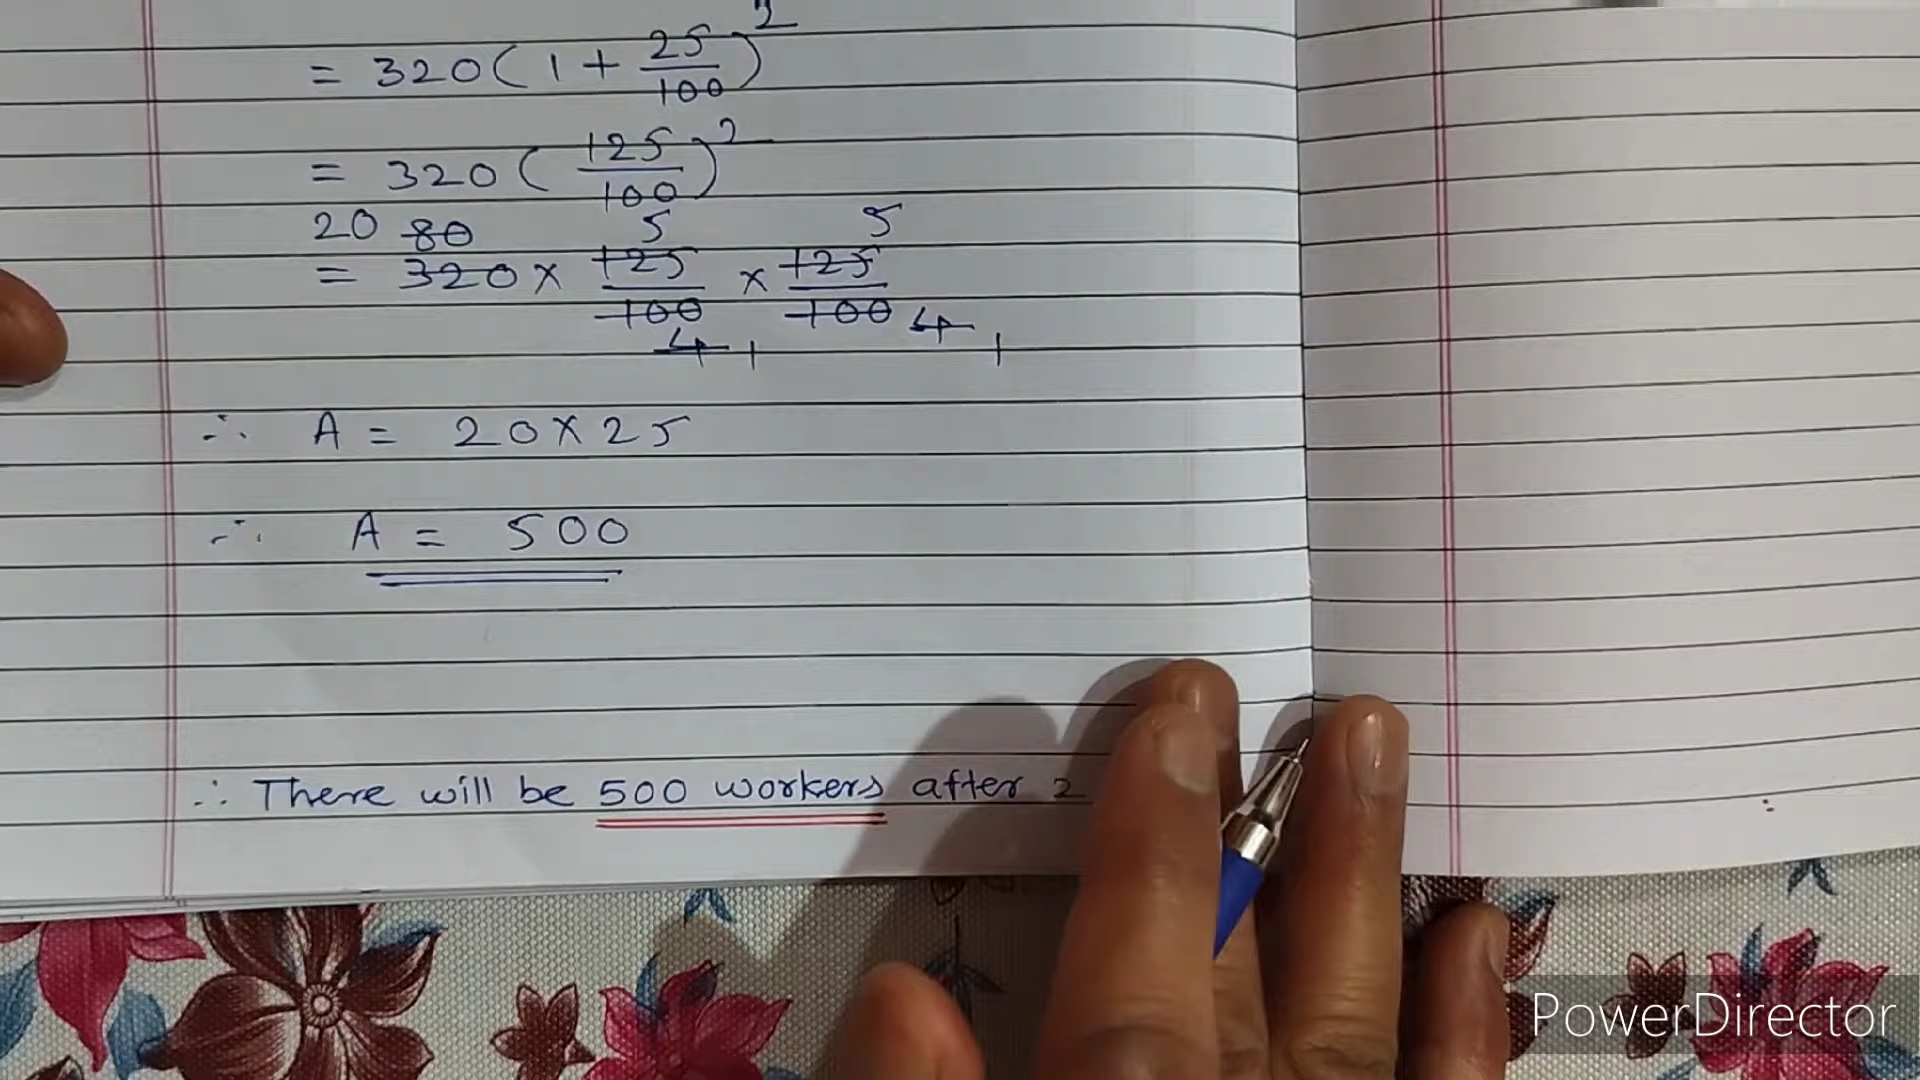 = 320 ( 1 + 25/100 )²
= 320 ( 125/100 )²
20 80 5 5
= 320 × 125/100 × 125/100
4 1 4 1
∴ A = 20 × 25
∴ A = 500
∴ There will be 500 workers after 2
PowerDirector